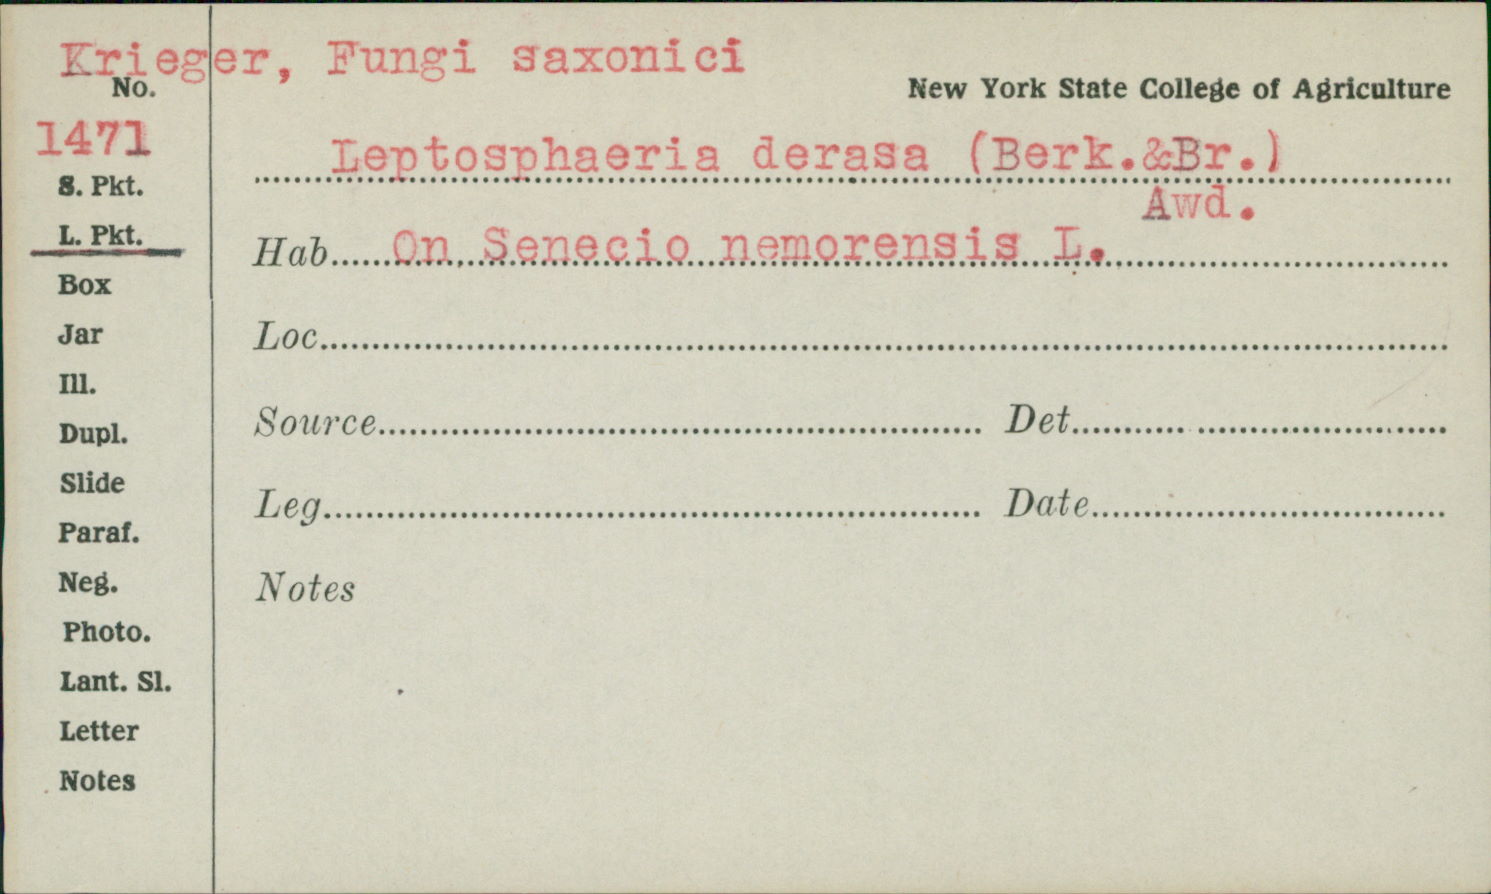 Krieger, Fungi saxonici
No.
New York State College of Agriculture
1471
Leptosphaeria derasa (Berk.&Br.)
Awd.
S. Pkt.
L. Pkt.
Hab. On Senecio nemorensis L.
Box
Jar
Loc.
Ill.
Dupl.
Source Det.
Slide
Leg. Date
Paraf.
Neg.
Notes
Photo.
Lant. Sl.
Letter
Notes